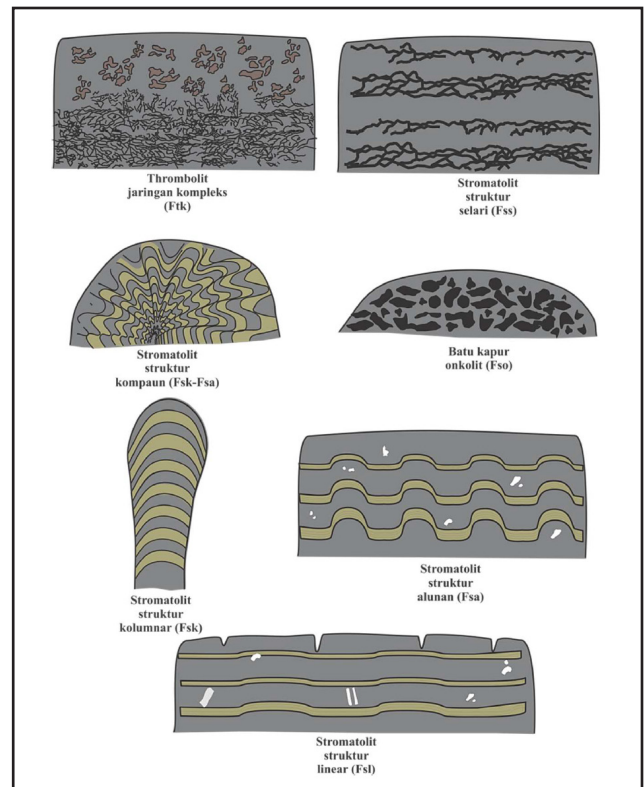 Thrombolit
jaringan kompleks
(Ftk)
Stromatolit
struktur
selari (Fss)
Stromatolit
struktur
kompaun (Fsk-Fsa)
Batu kapur
onkolit (Fso)
Stromatolit
struktur
kolumnar (Fsk)
Stromatolit
struktur
alunan (Fsa)
Stromatolit
struktur
linear (Fsl)